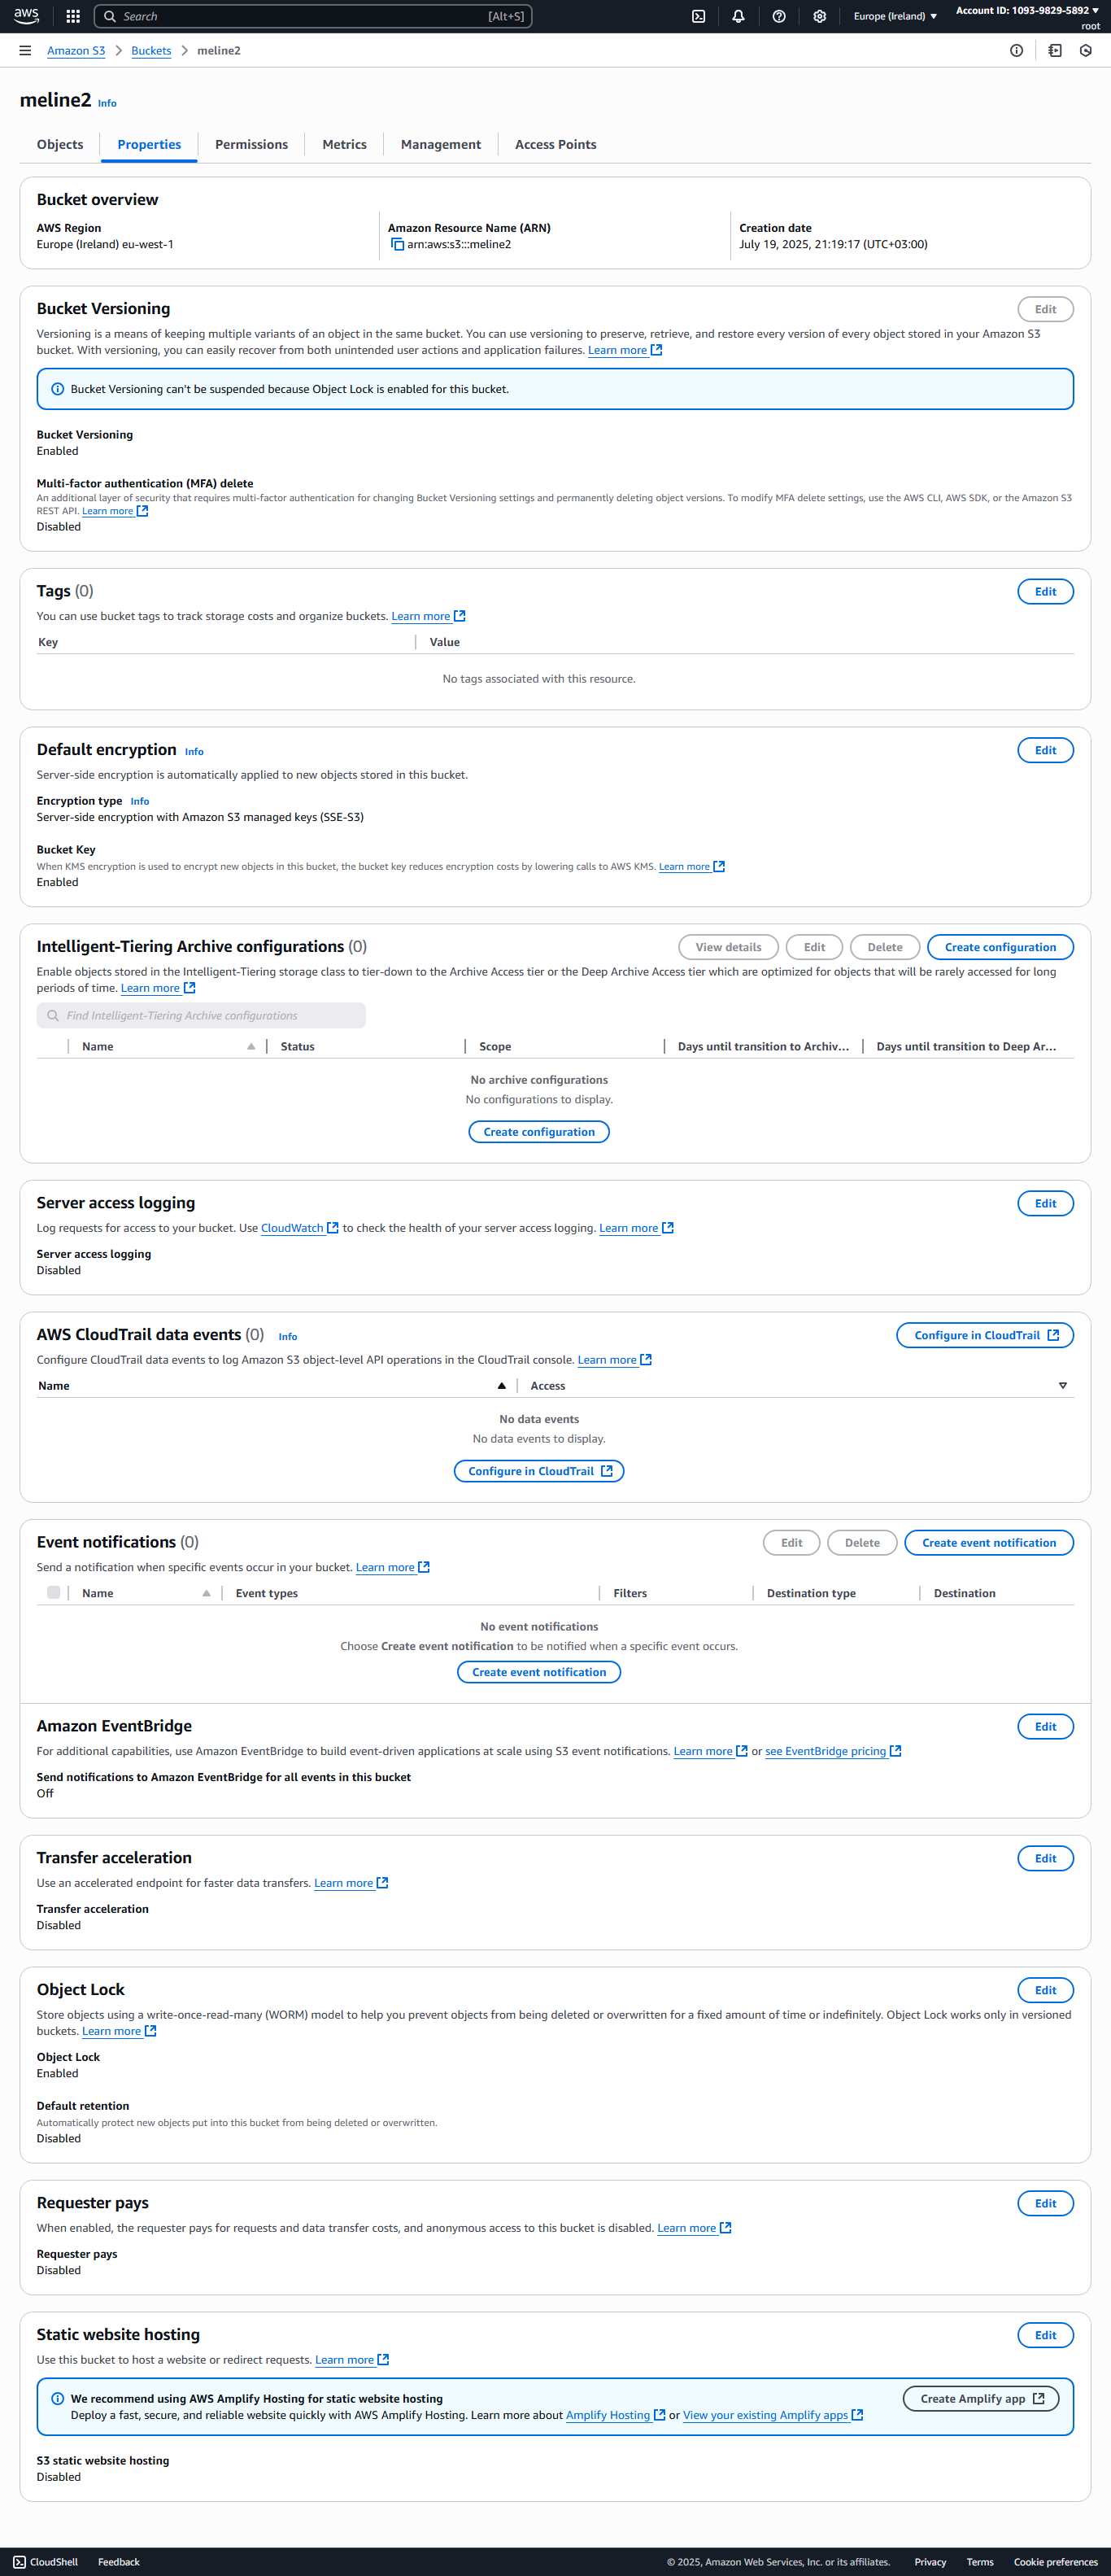 aws
Search [Alt+S]
Europe (Ireland)
Account ID: 1093-9829-5892
root
Amazon S3 > Buckets > meline2
meline2 Info
Objects Properties Permissions Metrics Management Access Points
Bucket overview
AWS Region Amazon Resource Name (ARN) Creation date
Europe (Ireland) eu-west-1 arn:aws:s3:::meline2 July 19, 2025, 21:19:17 (UTC+03:00)
Bucket Versioning Edit
Versioning is a means of keeping multiple variants of an object in the same bucket. You can use versioning to preserve, retrieve, and restore every version of every object stored in your Amazon S3
bucket. With versioning, you can easily recover from both unintended user actions and application failures. Learn more
Bucket Versioning can't be suspended because Object Lock is enabled for this bucket.
Bucket Versioning
Enabled
Multi-factor authentication (MFA) delete
An additional layer of security that requires multi-factor authentication for changing Bucket Versioning settings and permanently deleting object versions. To modify MFA delete settings, use the AWS CLI, AWS SDK, or the Amazon S3
REST API. Learn more
Disabled
Tags (0) Edit
You can use bucket tags to track storage costs and organize buckets. Learn more
Key Value
No tags associated with this resource.
Default encryption Info Edit
Server-side encryption is automatically applied to new objects stored in this bucket.
Encryption type Info
Server-side encryption with Amazon S3 managed keys (SSE-S3)
Bucket Key
When KMS encryption is used to encrypt new objects in this bucket, the bucket key reduces encryption costs by lowering calls to AWS KMS. Learn more
Enabled
Intelligent-Tiering Archive configurations (0) View details Edit Delete Create configuration
Enable objects stored in the Intelligent-Tiering storage class to tier-down to the Archive Access tier or the Deep Archive Access tier which are optimized for objects that will be rarely accessed for long
periods of time. Learn more
Find Intelligent-Tiering Archive configurations
Name Status Scope Days until transition to Archiv... Days until transition to Deep Ar...
No archive configurations
No configurations to display.
Create configuration
Server access logging Edit
Log requests for access to your bucket. Use CloudWatch to check the health of your server access logging. Learn more
Server access logging
Disabled
AWS CloudTrail data events (0) Info Configure in CloudTrail
Configure CloudTrail data events to log Amazon S3 object-level API operations in the CloudTrail console. Learn more
Name Access
No data events
No data events to display.
Configure in CloudTrail
Event notifications (0) Edit Delete Create event notification
Send a notification when specific events occur in your bucket. Learn more
Name Event types Filters Destination type Destination
No event notifications
Choose Create event notification to be notified when a specific event occurs.
Create event notification
Amazon EventBridge Edit
For additional capabilities, use Amazon EventBridge to build event-driven applications at scale using S3 event notifications. Learn more or see EventBridge pricing
Send notifications to Amazon EventBridge for all events in this bucket
Off
Transfer acceleration Edit
Use an accelerated endpoint for faster data transfers. Learn more
Transfer acceleration
Disabled
Object Lock Edit
Store objects using a write-once-read-many (WORM) model to help you prevent objects from being deleted or overwritten for a fixed amount of time or indefinitely. Object Lock works only in versioned
buckets. Learn more
Object Lock
Enabled
Default retention
Automatically protect new objects put into this bucket from being deleted or overwritten.
Disabled
Requester pays Edit
When enabled, the requester pays for requests and data transfer costs, and anonymous access to this bucket is disabled. Learn more
Requester pays
Disabled
Static website hosting Edit
Use this bucket to host a website or redirect requests. Learn more
We recommend using AWS Amplify Hosting for static website hosting Create Amplify app
Deploy a fast, secure, and reliable website quickly with AWS Amplify Hosting. Learn more about Amplify Hosting or View your existing Amplify apps
S3 static website hosting
Disabled
CloudShell Feedback © 2025, Amazon Web Services, Inc. or its affiliates. Privacy Terms Cookie preferences